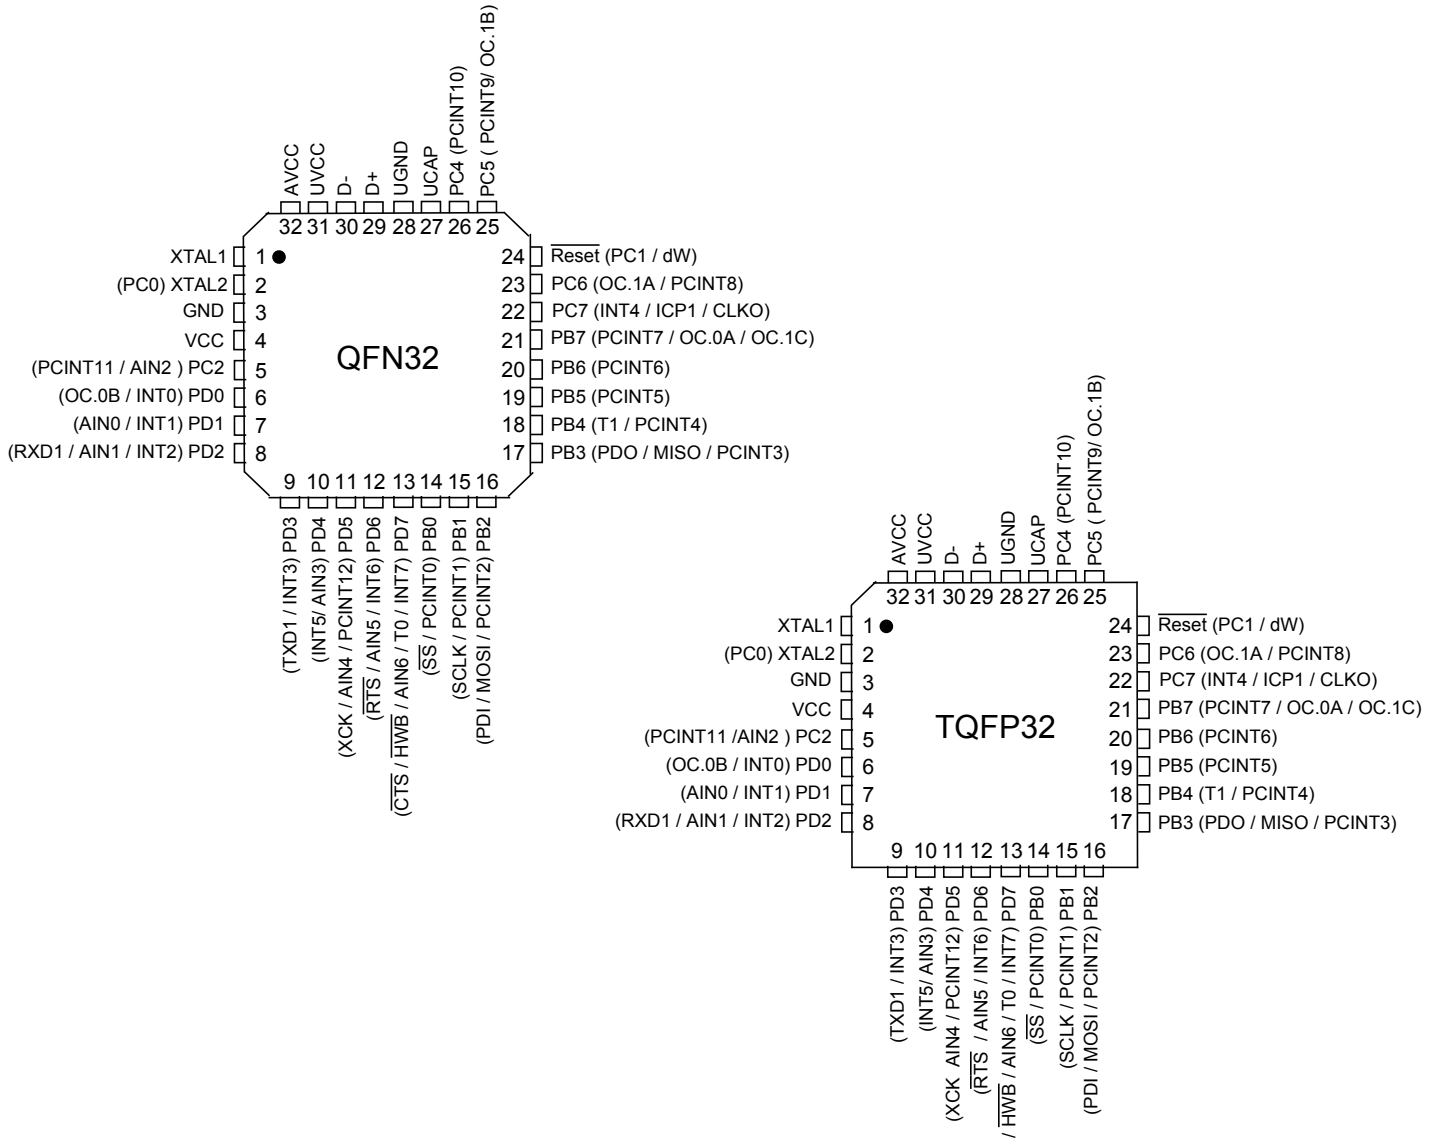 AVCC
UVCC
D-
D+
UGND
UCAP
PC4 (PCINT10)
PC5 ( PCINT9/ OC.1B)
32 31 30 29 28 27 26 25
XTAL1 1
(PC0) XTAL2 2
GND 3
VCC 4
(PCINT11 / AIN2 ) PC2 5
(OC.0B / INT0) PD0 6
(AIN0 / INT1) PD1 7
(RXD1 / AIN1 / INT2) PD2 8
QFN32
24 Reset (PC1 / dW)
23 PC6 (OC.1A / PCINT8)
22 PC7 (INT4 / ICP1 / CLKO)
21 PB7 (PCINT7 / OC.0A / OC.1C)
20 PB6 (PCINT6)
19 PB5 (PCINT5)
18 PB4 (T1 / PCINT4)
17 PB3 (PDO / MISO / PCINT3)
9 10 11 12 13 14 15 16
(TXD1 / INT3) PD3
(INT5/ AIN3) PD4
(XCK / AIN4 / PCINT12) PD5
(RTS / AIN5 / INT6) PD6
(CTS / HWB / AIN6 / T0 / INT7) PD7
(SS / PCINT0) PB0
(SCLK / PCINT1) PB1
(PDI / MOSI / PCINT2) PB2
AVCC
UVCC
D-
D+
UGND
UCAP
PC4 (PCINT10)
PC5 ( PCINT9/ OC.1B)
32 31 30 29 28 27 26 25
XTAL1 1
(PC0) XTAL2 2
GND 3
VCC 4
(PCINT11 /AIN2 ) PC2 5
(OC.0B / INT0) PD0 6
(AIN0 / INT1) PD1 7
(RXD1 / AIN1 / INT2) PD2 8
TQFP32
24 Reset (PC1 / dW)
23 PC6 (OC.1A / PCINT8)
22 PC7 (INT4 / ICP1 / CLKO)
21 PB7 (PCINT7 / OC.0A / OC.1C)
20 PB6 (PCINT6)
19 PB5 (PCINT5)
18 PB4 (T1 / PCINT4)
17 PB3 (PDO / MISO / PCINT3)
9 10 11 12 13 14 15 16
(TXD1 / INT3) PD3
(INT5/ AIN3) PD4
(XCK AIN4 / PCINT12) PD5
(RTS / AIN5 / INT6) PD6
/ HWB / AIN6 / T0 / INT7) PD7
(SS / PCINT0) PB0
(SCLK / PCINT1) PB1
(PDI / MOSI / PCINT2) PB2